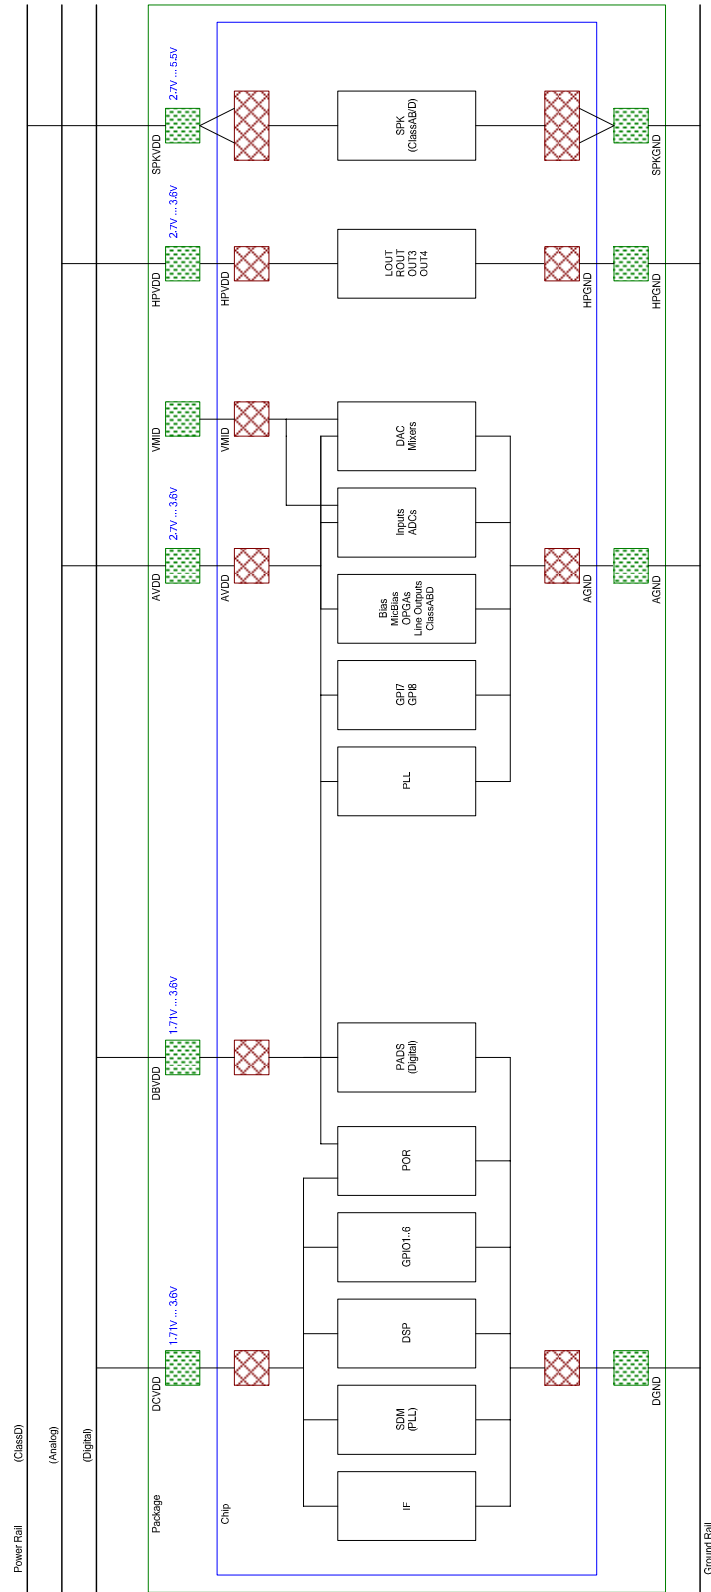 Power Rail (ClassD)
(Analog)
(Digital)
Package
DCVDD
1.71V ... 3.6V
DBVDD
1.71V ... 3.6V
AVDD
2.7V ... 3.6V
VMID
HPVDD
2.7V ... 3.6V
SPKVDD
2.7V ... 5.5V
Chip
AVDD
VMID
HPVDD
IF
SDM
(PLL)
DSP
GPIO1..6
POR
PADS
(Digital)
PLL
GPI7
GPI8
Bias
MicBias
OPGAs
Line Outputs
ClassABD
Inputs
ADCs
DAC
Mixers
LOUT
ROUT
OUT3
OUT4
SPK
(ClassAB/D)
AGND
HPGND
DGND
AGND
HPGND
SPKGND
Ground Rail